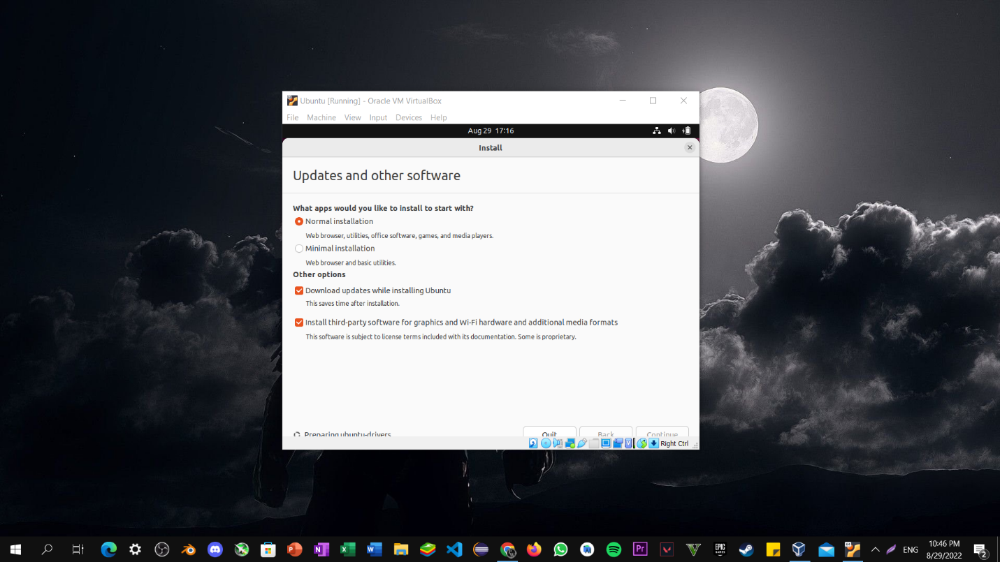 Ubuntu [Running] - Oracle VM VirtualBox
File Machine View Input Devices Help
Aug 29 17:16
Install
Updates and other software
What apps would you like to install to start with?
Normal installation
Web browser, utilities, office software, games, and media players.
Minimal installation
Web browser and basic utilities.
Other options
Download updates while installing Ubuntu
This saves time after installation.
Install third-party software for graphics and Wi-Fi hardware and additional media formats
This software is subject to license terms included with its documentation. Some is proprietary.
Preparing ubuntu-drivers Quit Back Continue
Right Ctrl
ENG 10:46 PM
8/29/2022 2